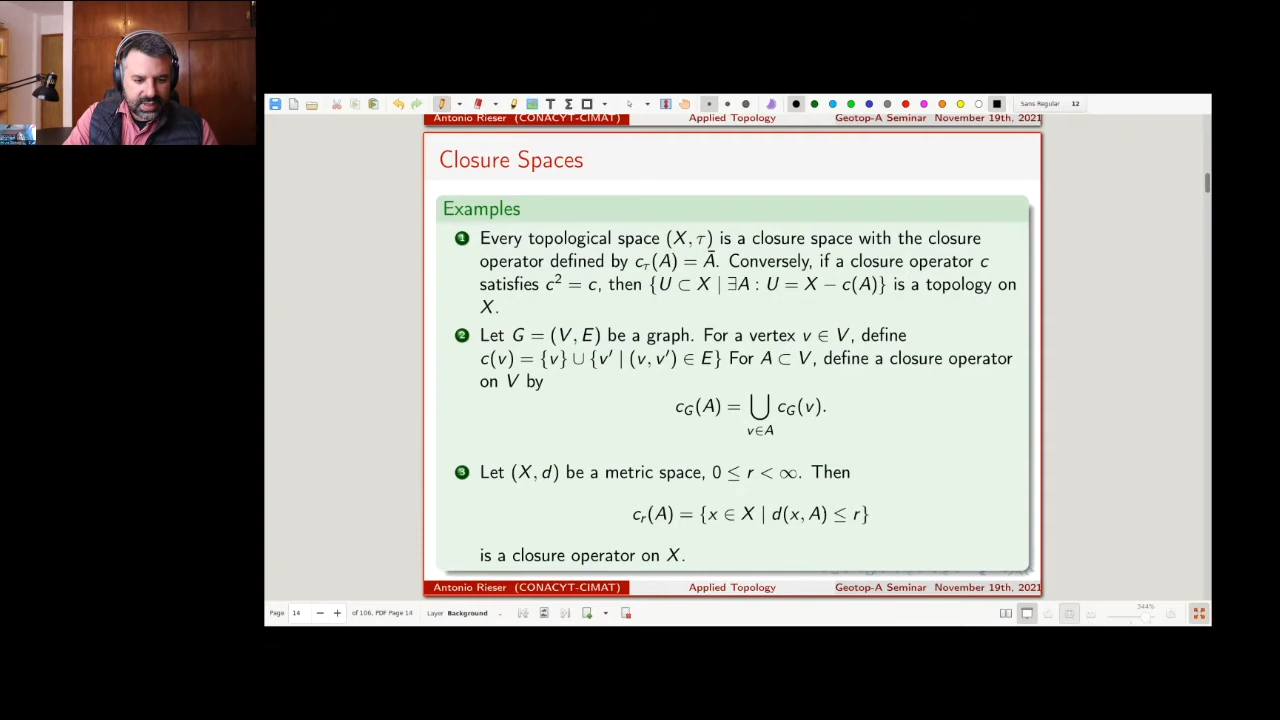 Sans Regular 12
Antonio Rieser (CONACYT-CIMAT) Applied Topology Geotop-A Seminar November 19th, 2021
Closure Spaces
Examples
1 Every topological space (X, τ) is a closure space with the closure
operator defined by c_τ(A) = Ā. Conversely, if a closure operator c
satisfies c² = c, then {U ⊂ X | ∃A : U = X − c(A)} is a topology on
X.
2 Let G = (V, E) be a graph. For a vertex v ∈ V, define
c(v) = {v} ∪ {v′ | (v, v′) ∈ E} For A ⊂ V, define a closure operator
on V by
c_G(A) = ⋃_{v∈A} c_G(v).
3 Let (X, d) be a metric space, 0 ≤ r < ∞. Then
c_r(A) = {x ∈ X | d(x, A) ≤ r}
is a closure operator on X.
Antonio Rieser (CONACYT-CIMAT) Applied Topology Geotop-A Seminar November 19th, 2021
Page 14 of 106, PDF Page 14 Layer Background 344%